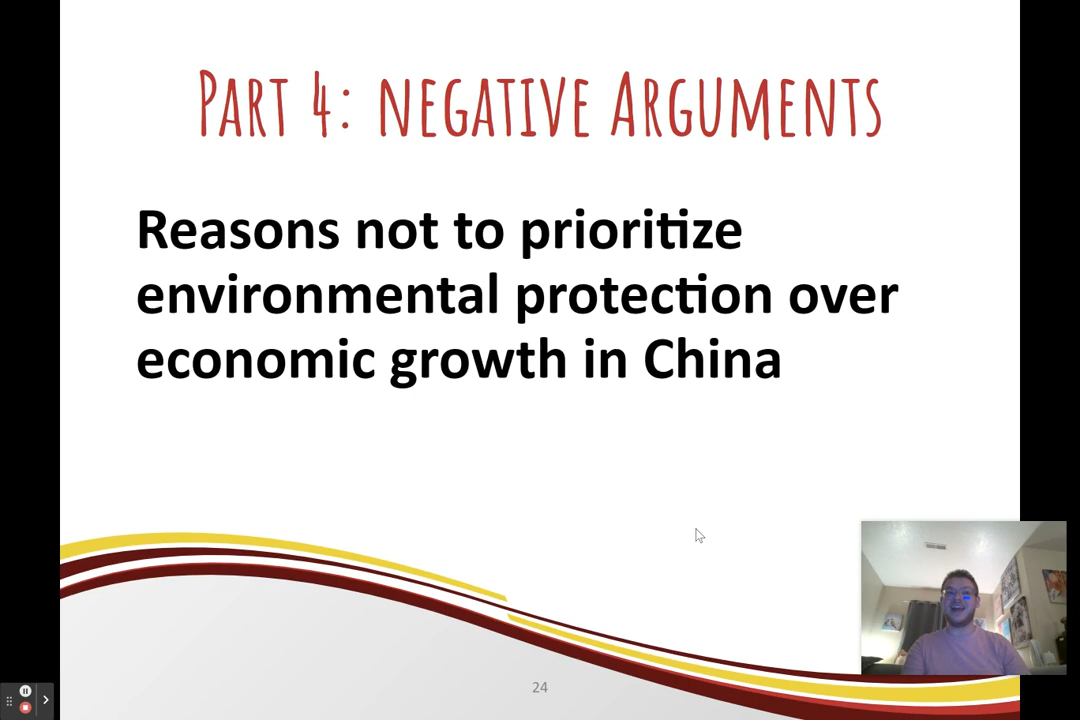 Part 4: negative Arguments
Reasons not to prioritize
environmental protection over
economic growth in China
24